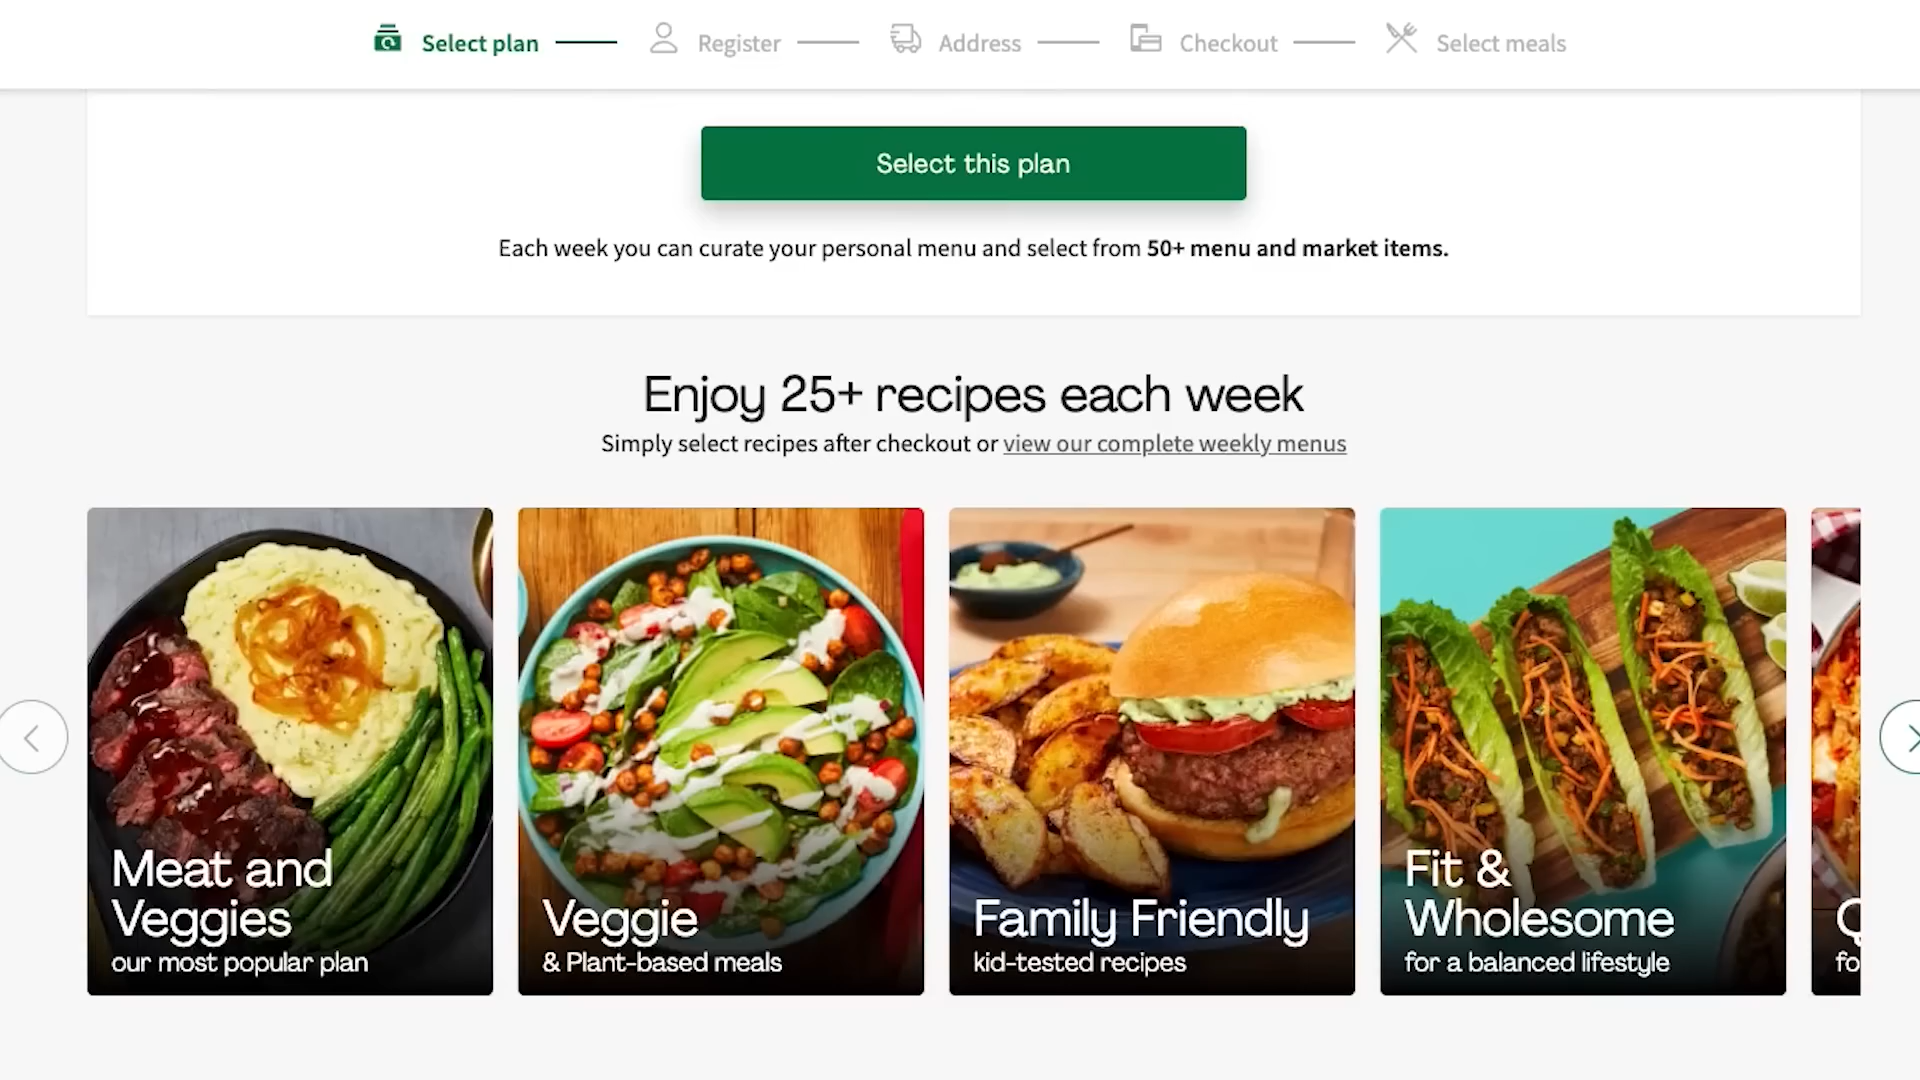 Select plan
Register
Address
Checkout
Select meals
Select this plan
Each week you can curate your personal menu and select from 50+ menu and market items.
Enjoy 25+ recipes each week
Simply select recipes after checkout or view our complete weekly menus
Meat and
Veggies
our most popular plan
Veggie
& Plant-based meals
Family Friendly
kid-tested recipes
Fit &
Wholesome
for a balanced lifestyle